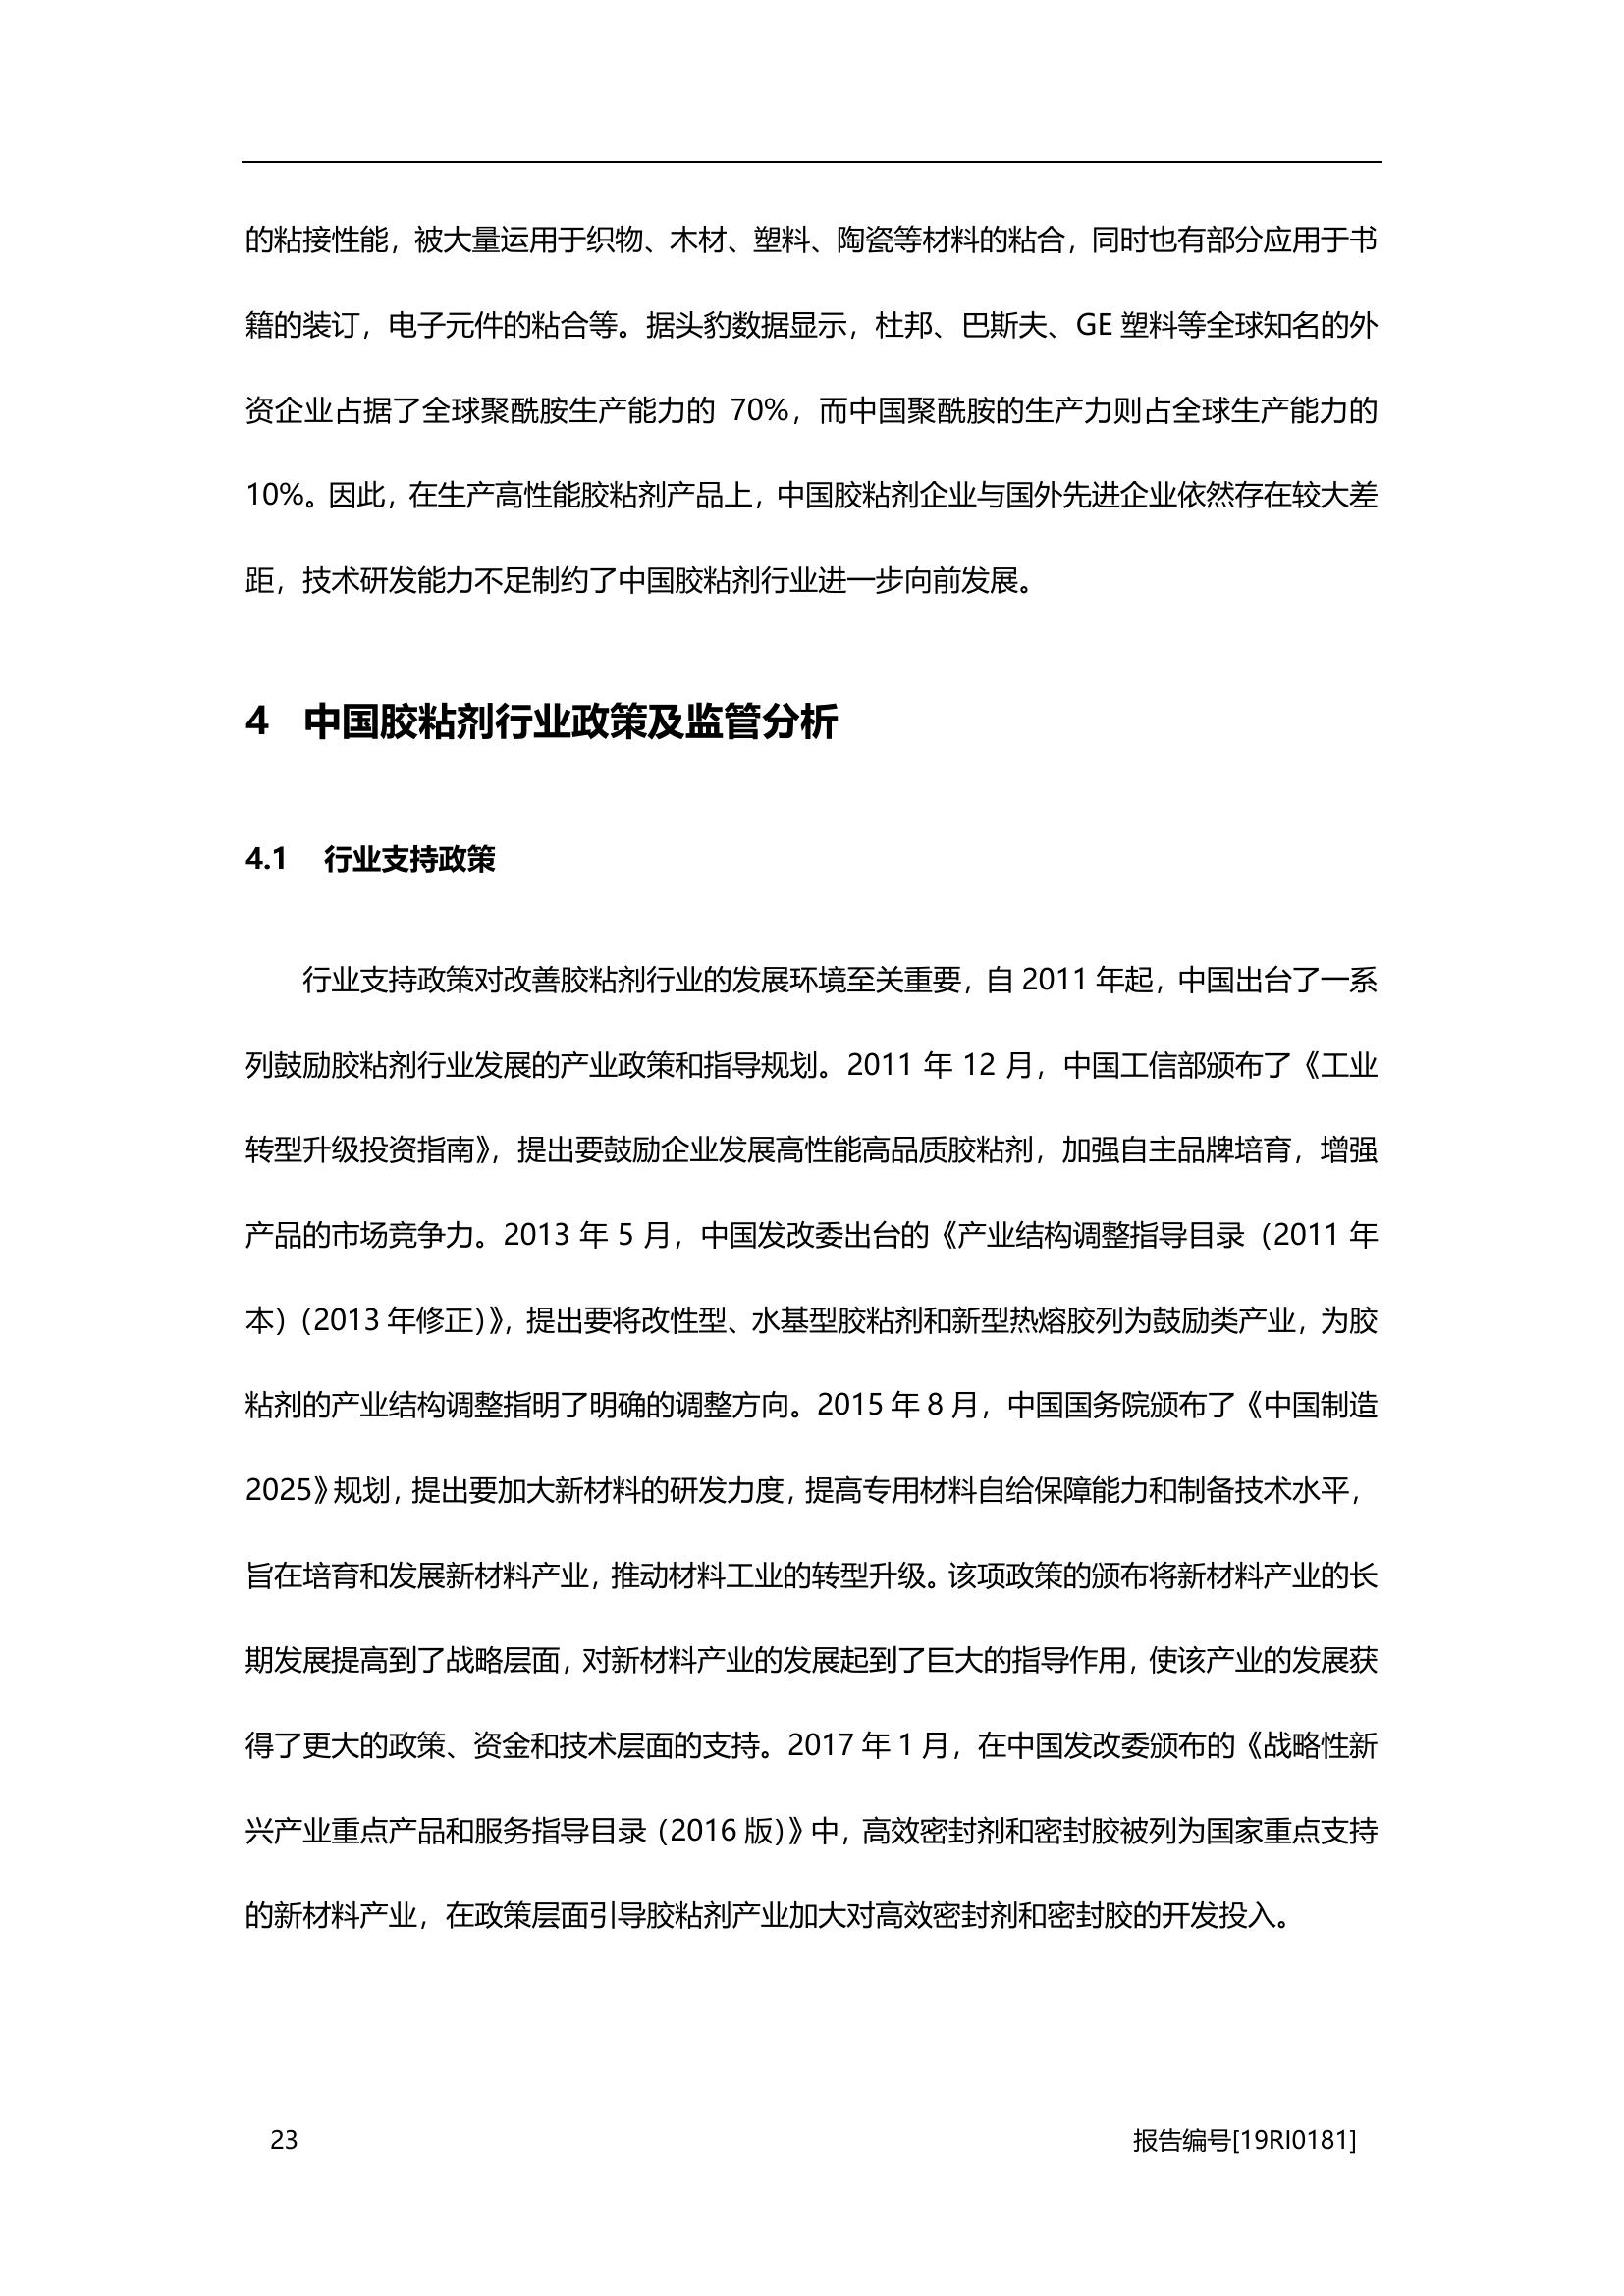 的粘接性能，被大量运用于织物、木材、塑料、陶瓷等材料的粘合，同时也有部分应用于书
籍的装订，电子元件的粘合等。据头豹数据显示，杜邦、巴斯夫、GE 塑料等全球知名的外
资企业占据了全球聚酰胺生产能力的 70%，而中国聚酰胺的生产力则占全球生产能力的
10%。因此，在生产高性能胶粘剂产品上，中国胶粘剂企业与国外先进企业依然存在较大差
距，技术研发能力不足制约了中国胶粘剂行业进一步向前发展。
4 中国胶粘剂行业政策及监管分析
4.1 行业支持政策
行业支持政策对改善胶粘剂行业的发展环境至关重要，自 2011 年起，中国出台了一系
列鼓励胶粘剂行业发展的产业政策和指导规划。2011 年 12 月，中国工信部颁布了《工业
转型升级投资指南》，提出要鼓励企业发展高性能高品质胶粘剂，加强自主品牌培育，增强
产品的市场竞争力。2013 年 5 月，中国发改委出台的《产业结构调整指导目录（2011 年
本）（2013 年修正）》，提出要将改性型、水基型胶粘剂和新型热熔胶列为鼓励类产业，为胶
粘剂的产业结构调整指明了明确的调整方向。2015 年 8 月，中国国务院颁布了《中国制造
2025》规划，提出要加大新材料的研发力度，提高专用材料自给保障能力和制备技术水平，
旨在培育和发展新材料产业，推动材料工业的转型升级。该项政策的颁布将新材料产业的长
期发展提高到了战略层面，对新材料产业的发展起到了巨大的指导作用，使该产业的发展获
得了更大的政策、资金和技术层面的支持。2017 年 1 月，在中国发改委颁布的《战略性新
兴产业重点产品和服务指导目录（2016 版）》中，高效密封剂和密封胶被列为国家重点支持
的新材料产业，在政策层面引导胶粘剂产业加大对高效密封剂和密封胶的开发投入。
23 报告编号[19RI0181]